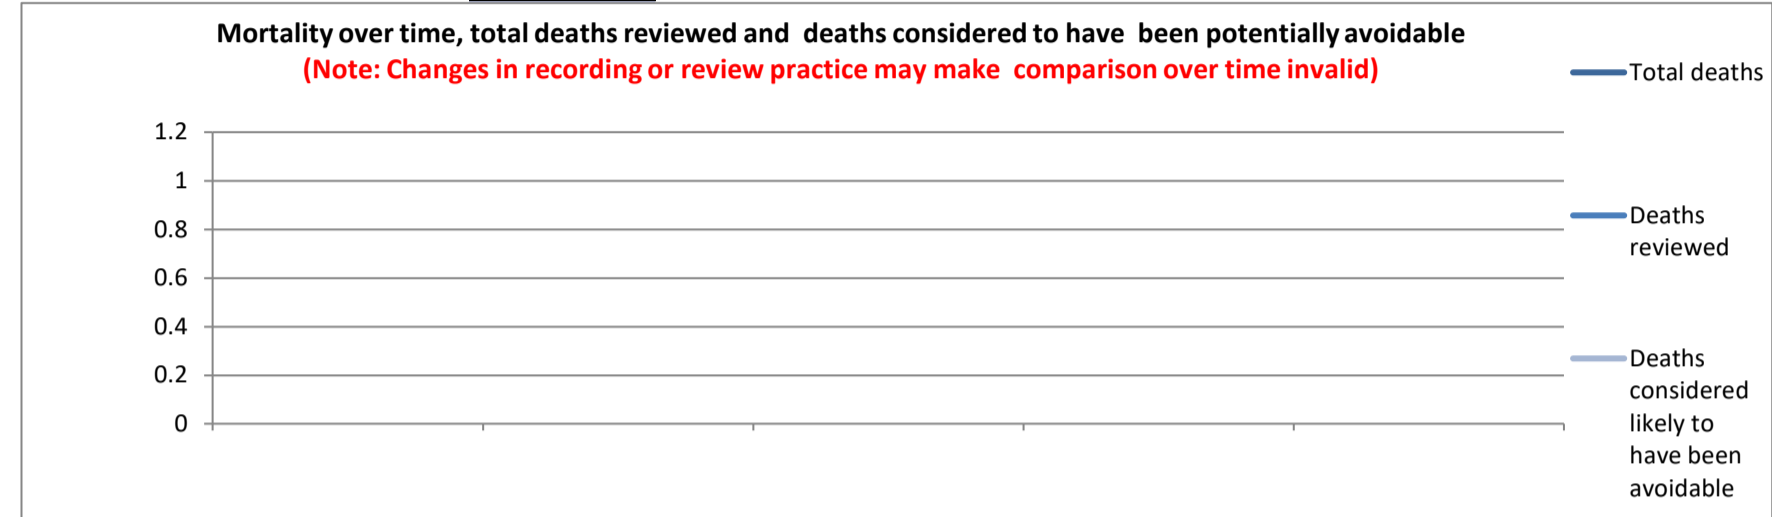 Mortality over time, total deaths reviewed and deaths considered to have been potentially avoidable
(Note: Changes in recording or review practice may make comparison over time invalid)
Total deaths
1.2
1
0.8
0.6
0.4
0.2
0
Deaths
reviewed
Deaths
considered
likely to
have been
avoidable